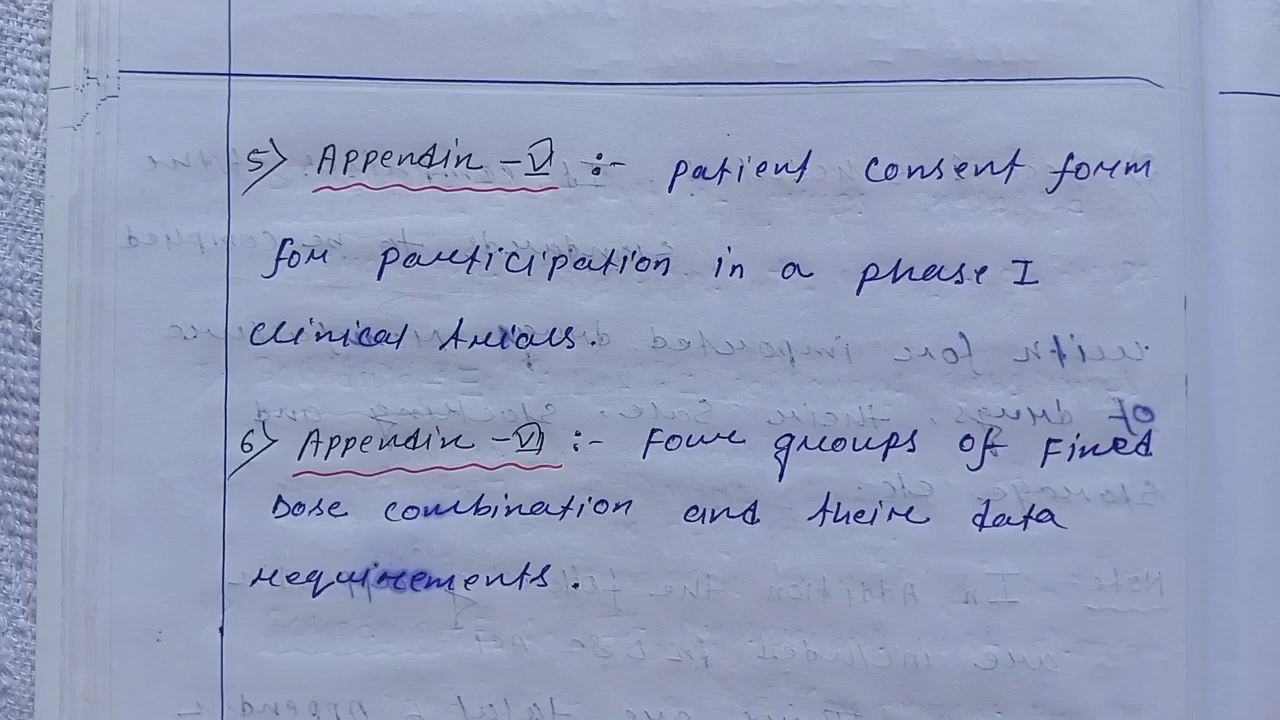 5) Appendix - V :- patient consent form
for participation in a phase I
clinical trials.
6) Appendix - VI :- Four groups of Fixed
Dose combination and their data
requirements.